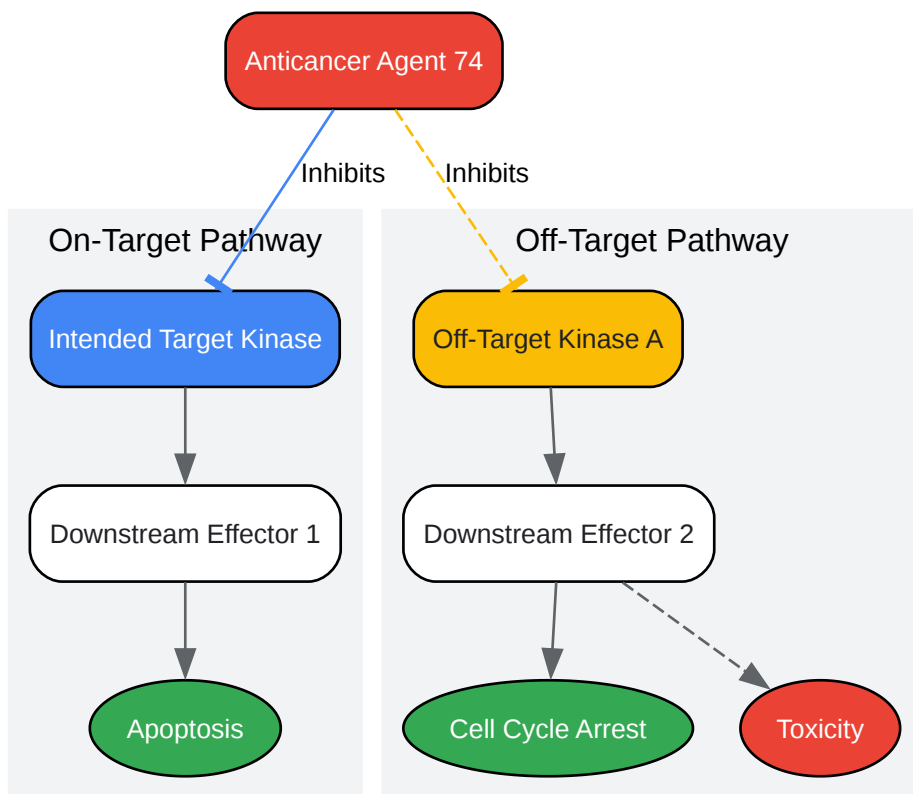 Anticancer Agent 74
Inhibits
Inhibits
On-Target Pathway
Off-Target Pathway
Intended Target Kinase
Off-Target Kinase A
Downstream Effector 1
Downstream Effector 2
Apoptosis
Cell Cycle Arrest
Toxicity